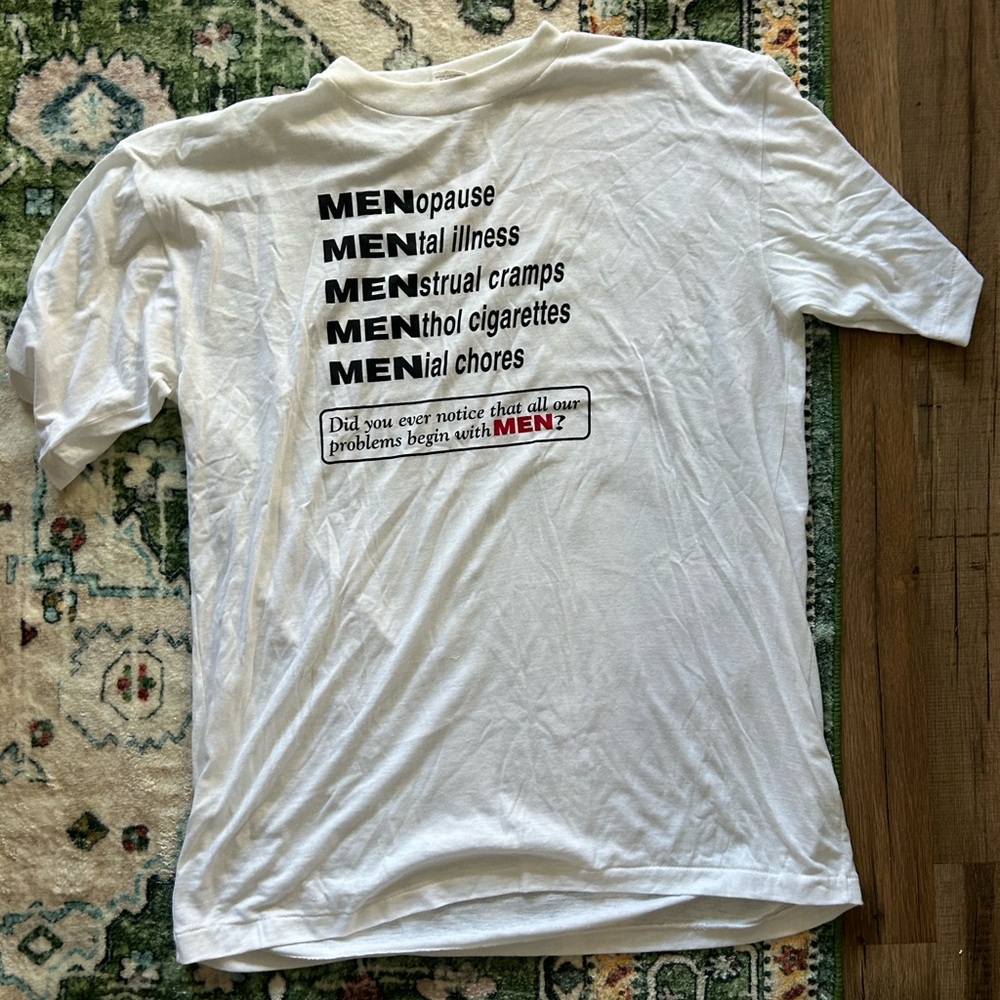 MENopause
MENtal illness
MENstrual cramps
MENthol cigarettes
MENial chores
Did you ever notice that all our
problems begin with MEN?